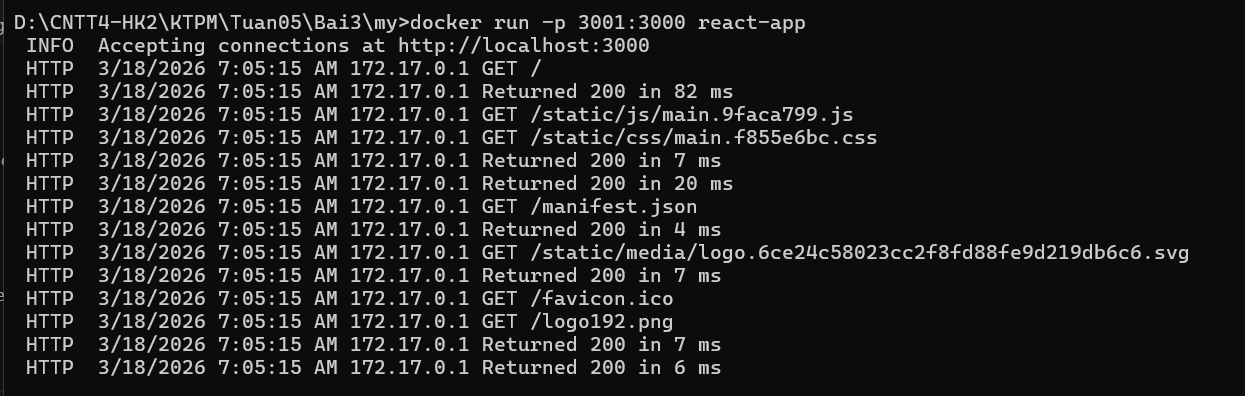 D:\CNTT4-HK2\KTPM\Tuan05\Bai3\my>docker run -p 3001:3000 react-app
INFO  Accepting connections at http://localhost:3000
HTTP  3/18/2026 7:05:15 AM 172.17.0.1 GET /
HTTP  3/18/2026 7:05:15 AM 172.17.0.1 Returned 200 in 82 ms
HTTP  3/18/2026 7:05:15 AM 172.17.0.1 GET /static/js/main.9faca799.js
HTTP  3/18/2026 7:05:15 AM 172.17.0.1 GET /static/css/main.f855e6bc.css
HTTP  3/18/2026 7:05:15 AM 172.17.0.1 Returned 200 in 7 ms
HTTP  3/18/2026 7:05:15 AM 172.17.0.1 Returned 200 in 20 ms
HTTP  3/18/2026 7:05:15 AM 172.17.0.1 GET /manifest.json
HTTP  3/18/2026 7:05:15 AM 172.17.0.1 Returned 200 in 4 ms
HTTP  3/18/2026 7:05:15 AM 172.17.0.1 GET /static/media/logo.6ce24c58023cc2f8fd88fe9d219db6c6.svg
HTTP  3/18/2026 7:05:15 AM 172.17.0.1 Returned 200 in 7 ms
HTTP  3/18/2026 7:05:15 AM 172.17.0.1 GET /favicon.ico
HTTP  3/18/2026 7:05:15 AM 172.17.0.1 GET /logo192.png
HTTP  3/18/2026 7:05:15 AM 172.17.0.1 Returned 200 in 7 ms
HTTP  3/18/2026 7:05:15 AM 172.17.0.1 Returned 200 in 6 ms